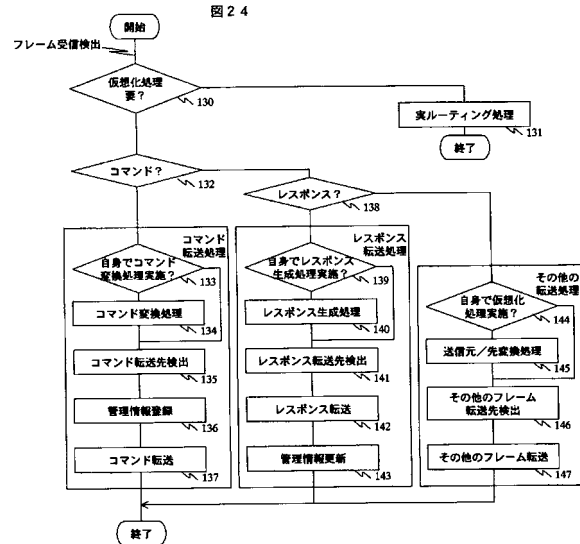 図24
開始
フレーム受信検出
仮想化処理
要?
130
実ルーティング処理
131
終了
コマンド?
132
レスポンス?
138
コマンド
転送処理
自身でコマンド
変換処理実施?
133
コマンド変換処理
134
コマンド転送先検出
135
管理情報登録
136
コマンド転送
137
レスポンス
転送処理
自身でレスポンス
生成処理実施?
139
レスポンス生成処理
140
レスポンス転送先検出
141
レスポンス転送
142
管理情報更新
143
その他の
転送処理
自身で仮想化
処理実施?
144
送信元/先変換処理
145
その他のフレーム
転送先検出
146
その他のフレーム転送
147
終了